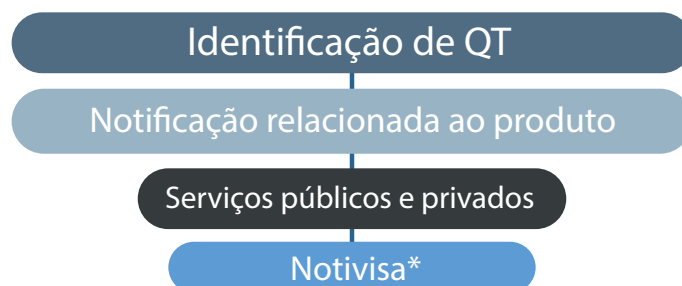 Identificação de QT
Notificação relacionada ao produto
Serviços públicos e privados
Notivisa*